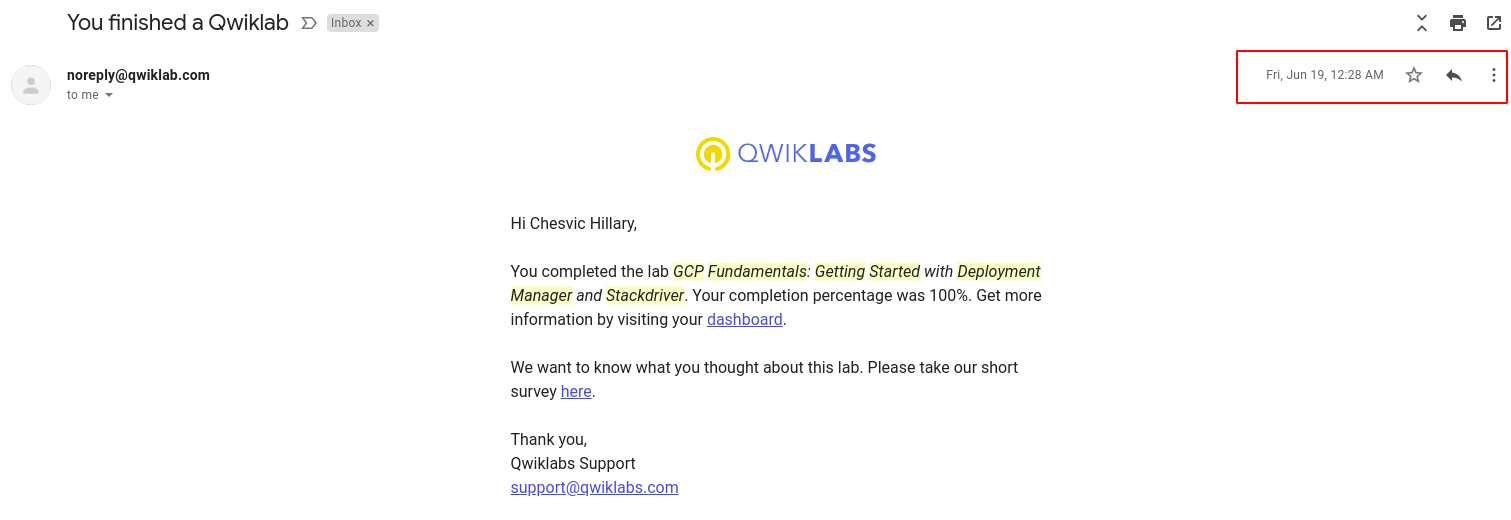 You finished a Qwiklab Inbox ×
noreply@qwiklab.com
Fri, Jun 19, 12:28 AM
to me
QWIKLABS
Hi Chesvic Hillary,
You completed the lab GCP Fundamentals: Getting Started with Deployment
Manager and Stackdriver. Your completion percentage was 100%. Get more
information by visiting your dashboard.
We want to know what you thought about this lab. Please take our short
survey here.
Thank you,
Qwiklabs Support
support@qwiklabs.com